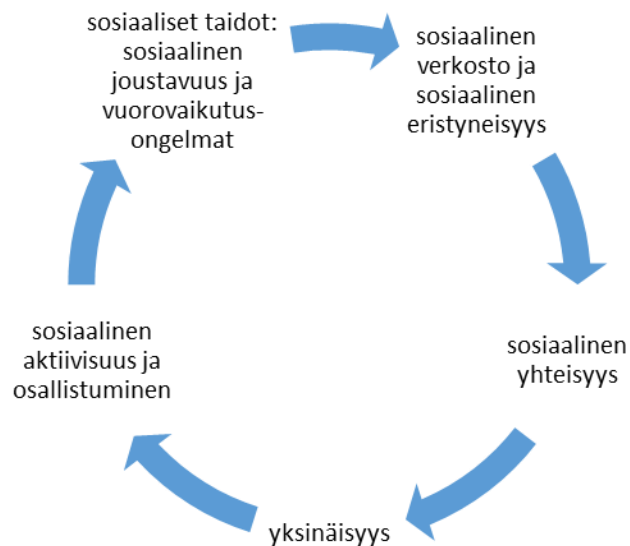 sosiaaliset taidot:
sosiaalinen
joustavuus ja
vuorovaikutus-
ongelmat
sosiaalinen
verkosto ja
sosiaalinen
eristyneisyys
sosiaalinen
yhteisyys
yksinäisyys
sosiaalinen
aktiivisuus ja
osallistuminen